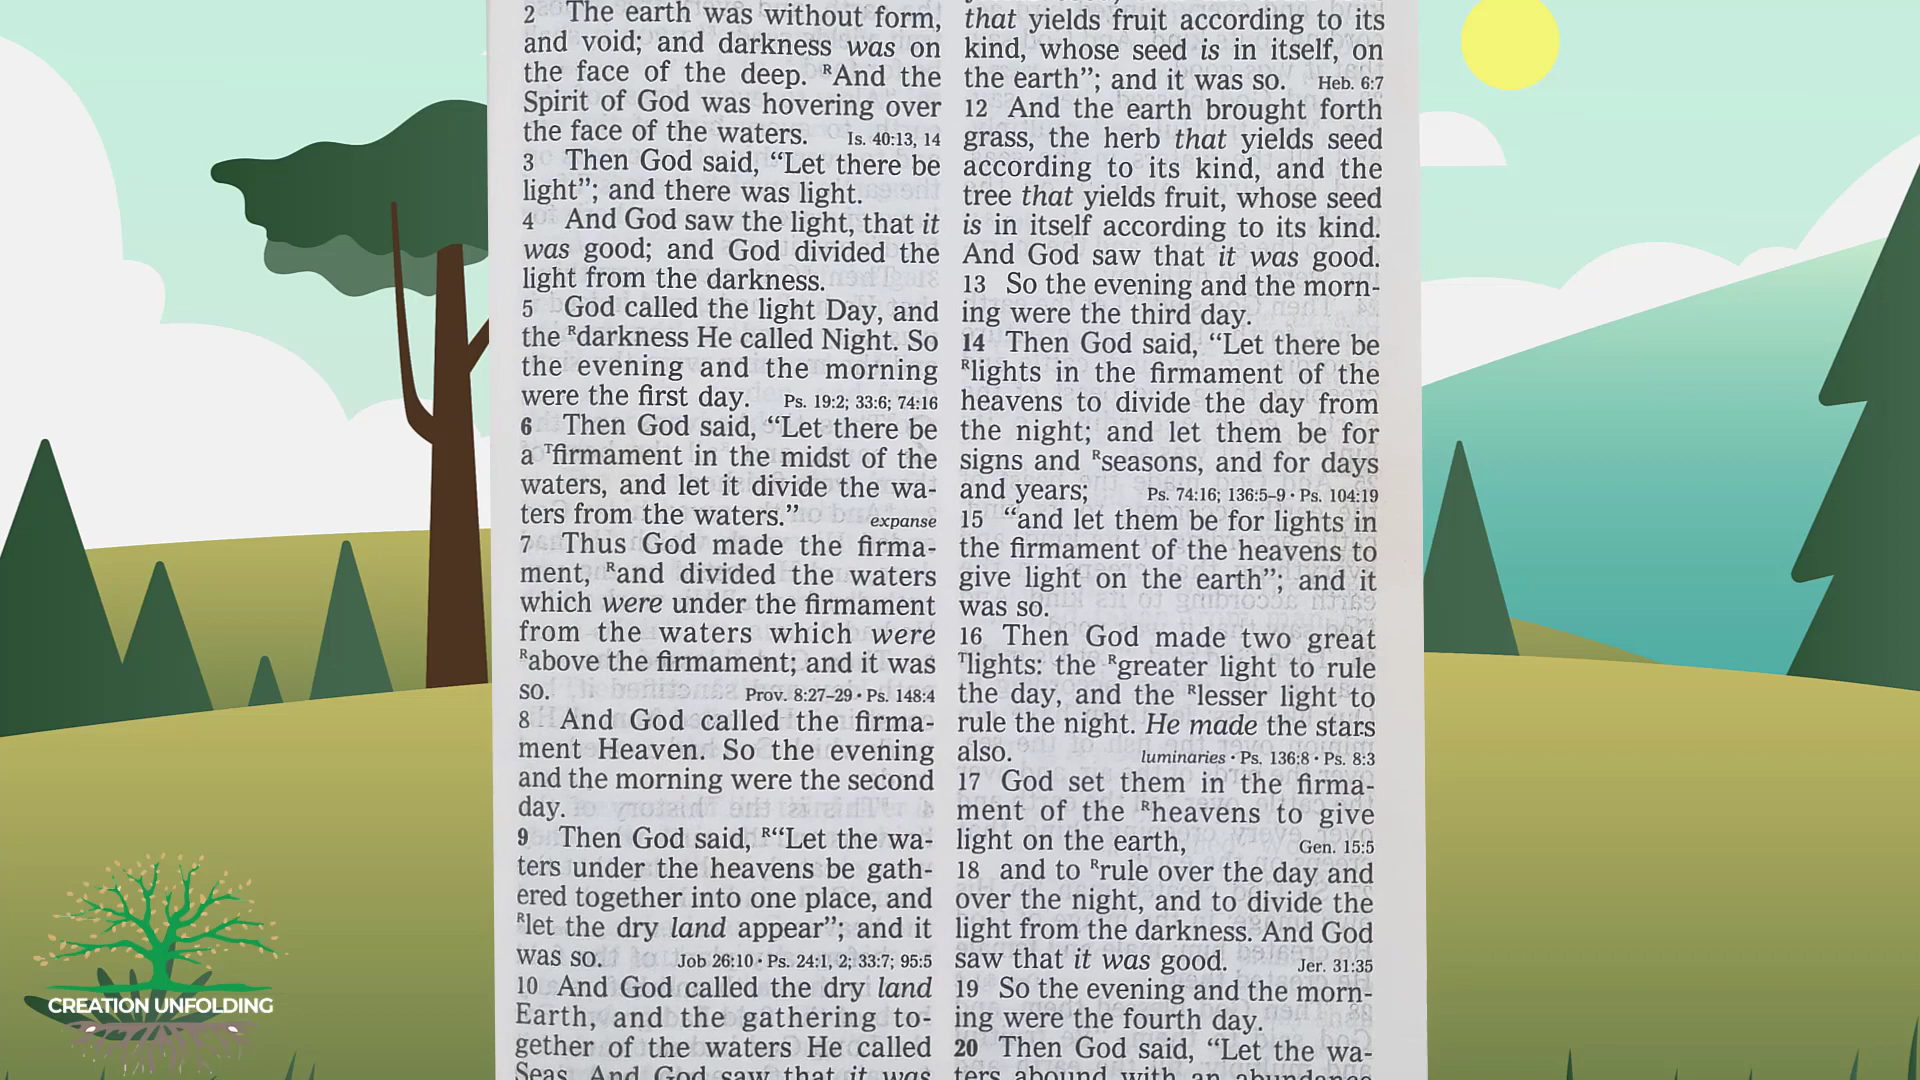 2 The earth was without form,
and void; and darkness was on
the face of the deep. ᴿAnd the
Spirit of God was hovering over
the face of the waters. Is. 40:13, 14
3 Then God said, “Let there be
light”; and there was light.
4 And God saw the light, that it
was good; and God divided the
light from the darkness.
5 God called the light Day, and
the ᴿdarkness He called Night. So
the evening and the morning
were the first day. Ps. 19:2; 33:6; 74:16
6 Then God said, “Let there be
a ᵀfirmament in the midst of the
waters, and let it divide the wa-
ters from the waters.” expanse
7 Thus God made the firma-
ment, ᴿand divided the waters
which were under the firmament
from the waters which were
ᴿabove the firmament; and it was
so. Prov. 8:27–29 • Ps. 148:4
8 And God called the firma-
ment Heaven. So the evening
and the morning were the second
day.
9 Then God said, ᴿ“Let the wa-
ters under the heavens be gath-
ered together into one place, and
ᴿlet the dry land appear”; and it
was so. Job 26:10 • Ps. 24:1, 2; 33:7; 95:5
10 And God called the dry land
Earth, and the gathering to-
gether of the waters He called
Seas. And God saw that it was
that yields fruit according to its
kind, whose seed is in itself, on
the earth”; and it was so. Heb. 6:7
12 And the earth brought forth
grass, the herb that yields seed
according to its kind, and the
tree that yields fruit, whose seed
is in itself according to its kind.
And God saw that it was good.
13 So the evening and the morn-
ing were the third day.
14 Then God said, “Let there be
ᴿlights in the firmament of the
heavens to divide the day from
the night; and let them be for
signs and ᴿseasons, and for days
and years; Ps. 74:16; 136:5–9 • Ps. 104:19
15 “and let them be for lights in
the firmament of the heavens to
give light on the earth”; and it
was so.
16 Then God made two great
ᵀlights: the ᴿgreater light to rule
the day, and the ᴿlesser light to
rule the night. He made the stars
also. luminaries • Ps. 136:8 • Ps. 8:3
17 God set them in the firma-
ment of the ᴿheavens to give
light on the earth, Gen. 15:5
18 and to ᴿrule over the day and
over the night, and to divide the
light from the darkness. And God
saw that it was good. Jer. 31:35
19 So the evening and the morn-
ing were the fourth day.
20 Then God said, “Let the wa-
ters abound with an abundance
CREATION UNFOLDING